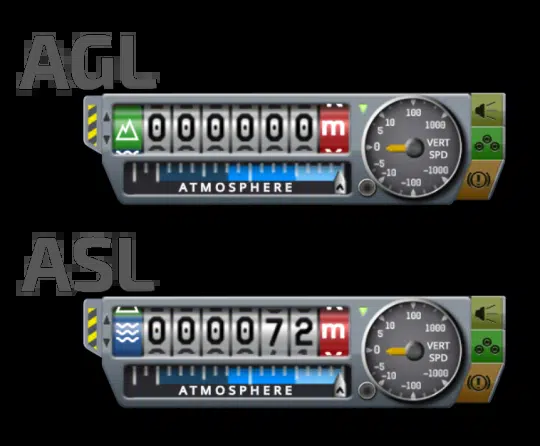 AGL
000000 m
100
10 1000
5
0 VERT
SPD
-5
-10 -1000
-100
ATMOSPHERE
ASL
000072 m
100
10 1000
5
0 VERT
SPD
-5
-10 -1000
-100
ATMOSPHERE